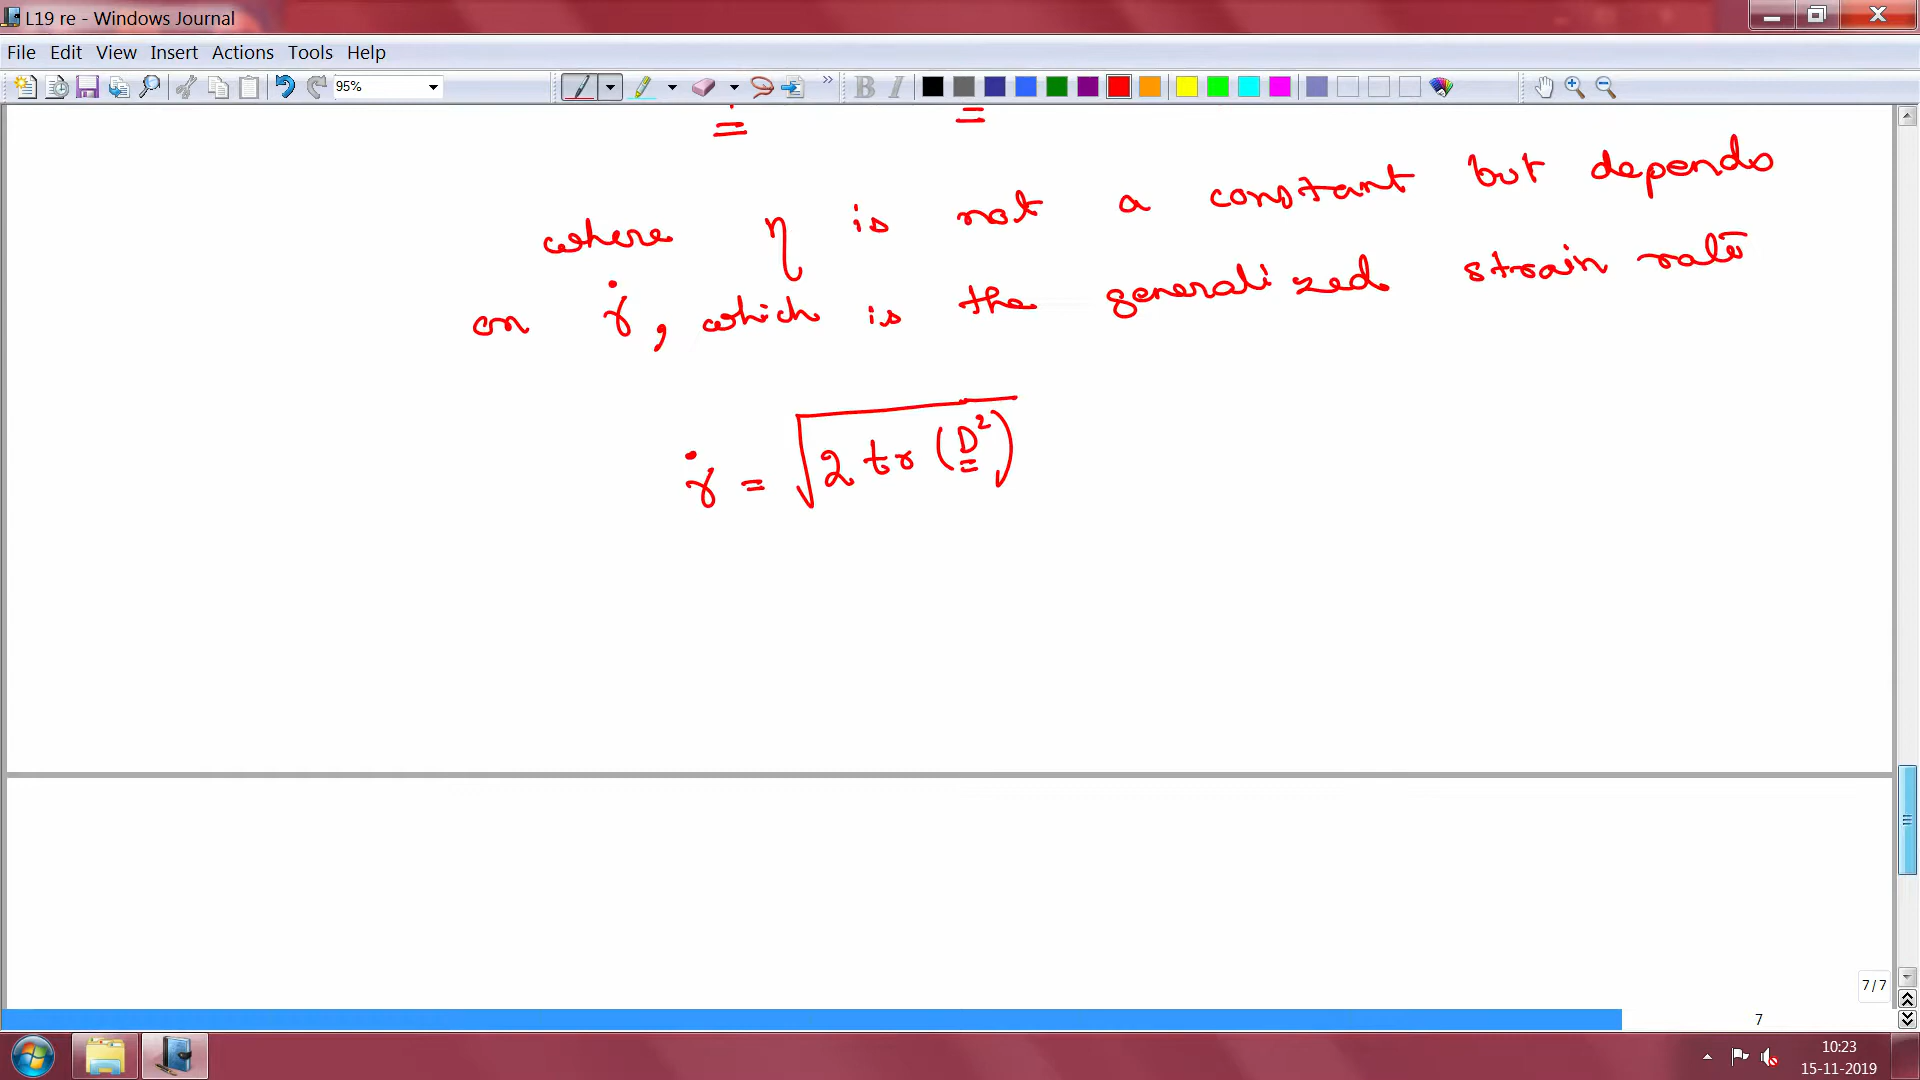 L19 re - Windows Journal
File Edit View Insert Actions Tools Help
95%
B I
where η is not a constant but depends
on γ̇, which is the generalized strain rate
γ̇ = √(2 tr (D̳²))
7/7
7
10:23
15-11-2019